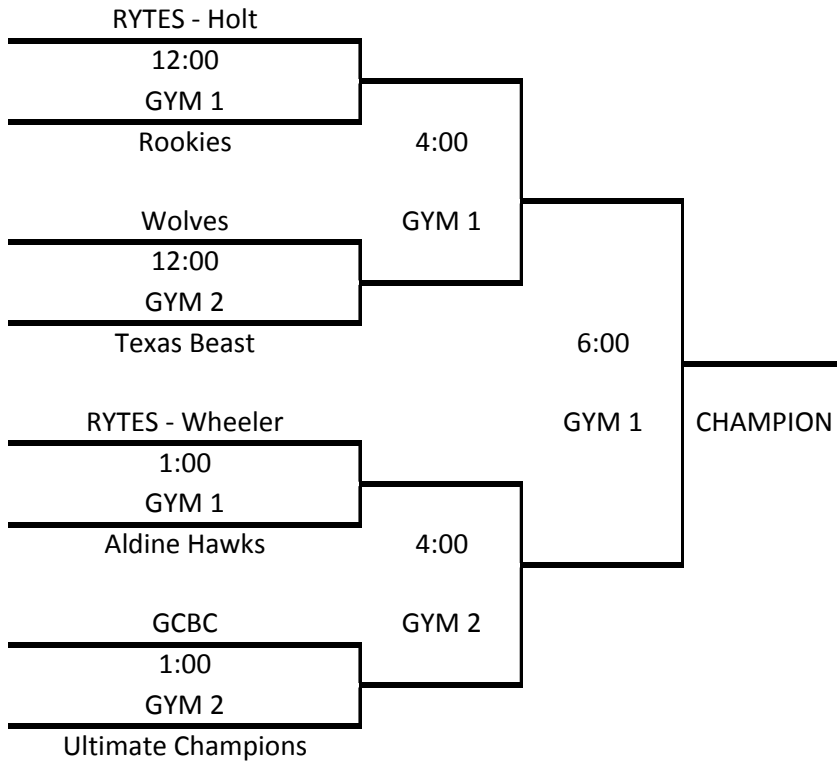 RYTES - Holt
12:00
GYM 1
Rookies
4:00
Wolves
GYM 1
12:00
GYM 2
Texas Beast
6:00
RYTES - Wheeler
GYM 1
CHAMPION
1:00
GYM 1
Aldine Hawks
4:00
GCBC
GYM 2
1:00
GYM 2
Ultimate Champions